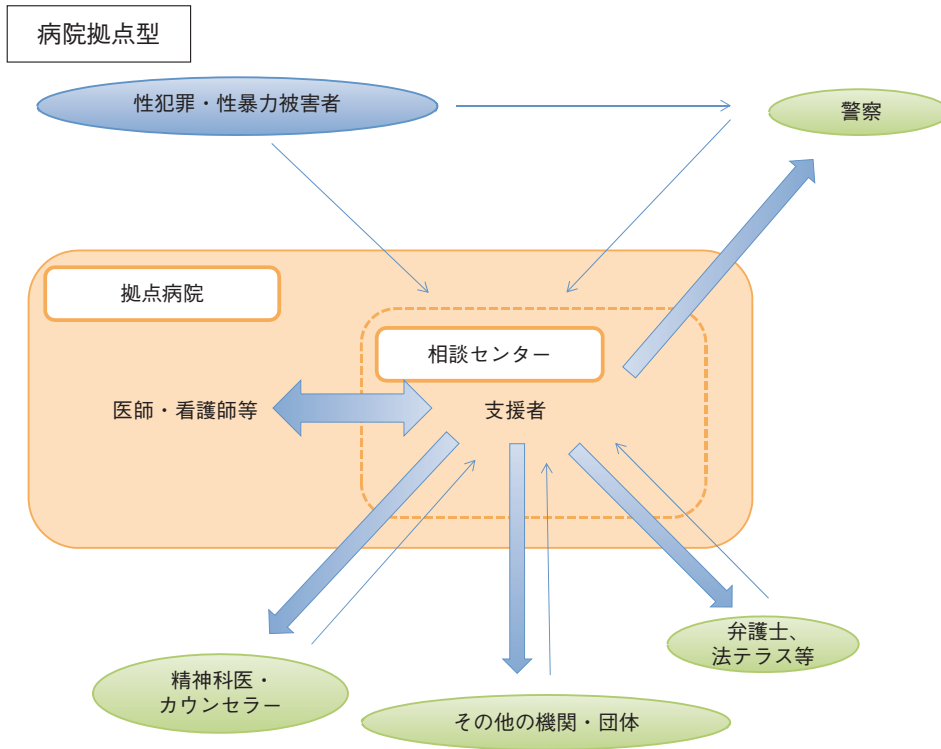 病院拠点型
性犯罪・性暴力被害者
警察
拠点病院
相談センター
医師・看護師等
支援者
弁護士、
法テラス等
精神科医・
カウンセラー
その他の機関・団体